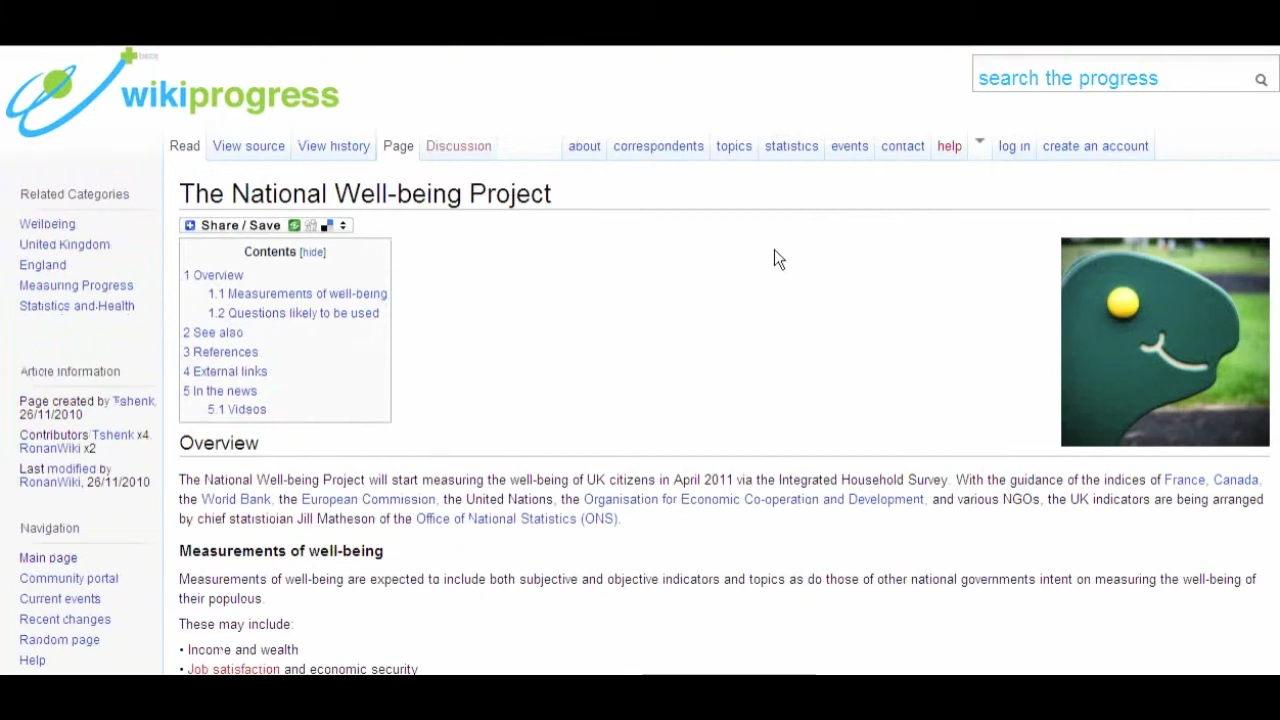 beta
wikiprogress
search the progress
Read View source View history Page Discussion about correspondents topics statistics events contact help log in create an account
Related Categories
Wellbeing
United Kingdom
England
Measuring Progress
Statistics and Health
Article Information
Page created by Tshenk,
26/11/2010
Contributors Tshenk x4,
RonanWiki x2
Last modified by
RonanWiki, 26/11/2010
Navigation
Main page
Community portal
Current events
Recent changes
Random page
Help
The National Well-being Project
Share / Save
Contents [hide]
1 Overview
1.1 Measurements of well-being
1.2 Questions likely to be used
2 See also
3 References
4 External links
5 In the news
5.1 Videos
Overview
The National Well-being Project will start measuring the well-being of UK citizens in April 2011 via the Integrated Household Survey. With the guidance of the indices of France, Canada,
the World Bank, the European Commission, the United Nations, the Organisation for Economic Co-operation and Development, and various NGOs, the UK indicators are being arranged
by chief statistioian Jill Matheson of the Office of National Statistics (ONS).
Measurements of well-being
Measurements of well-being are expected to include both subjective and objective indicators and topics as do those of other national governments intent on measuring the well-being of
their populous.
These may include:
• Income and wealth
• Job satisfaction and economic security